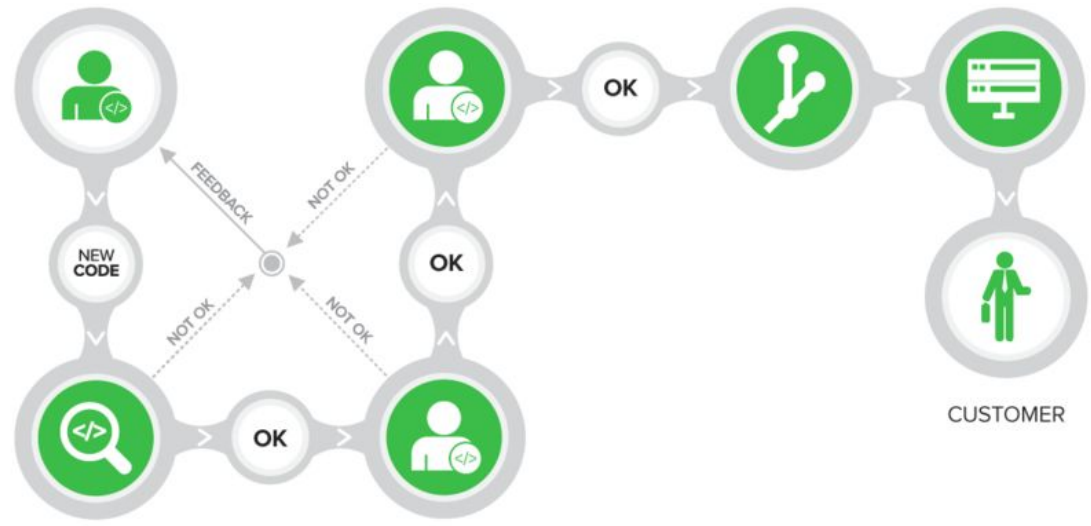 OK
FEEDBACK
NOT OK
NEW
CODE
OK
NOT OK
NOT OK
OK
CUSTOMER
</>
</>
</>
</>